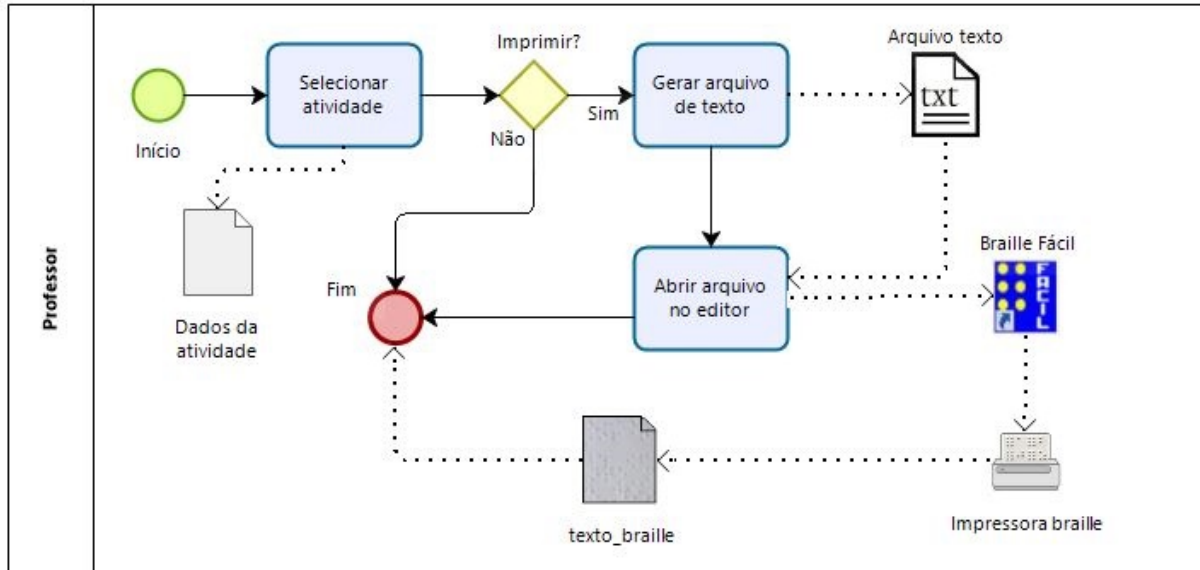 Professor
Início
Selecionar
atividade
Dados da
atividade
Imprimir?
Sim
Não
Gerar arquivo
de texto
Arquivo texto
txt
Abrir arquivo
no editor
Braille Fácil
FACIL
Fim
Impressora braille
texto_braille